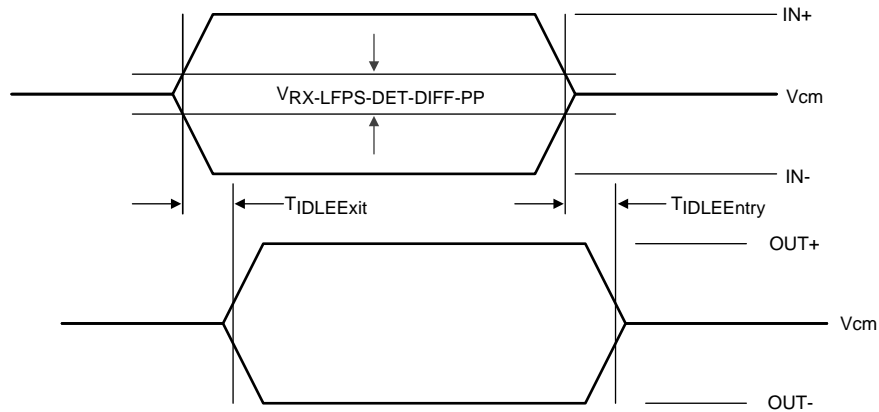 IN+
VRX-LFPS-DET-DIFF-PP
Vcm
IN-
TIDLEExit
TIDLEEntry
OUT+
Vcm
OUT-